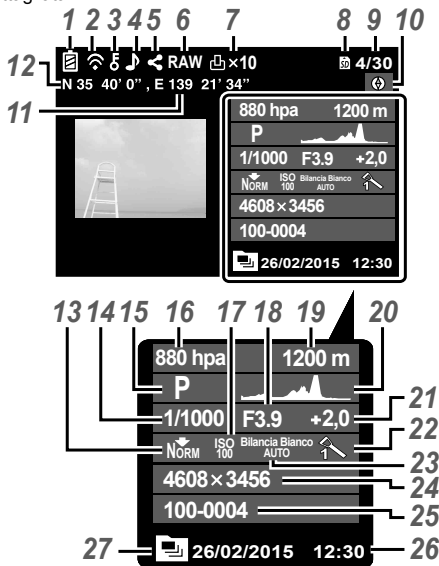 1 2 3 4 5 6 7 8 9 10
RAW ×10 SD 4/30
12 N 35 40' 0" , E 139 21' 34"
11
880 hpa 1200 m
P
1/1000 F3.9 +2,0
NORM ISO 100 Bilancia Bianco AUTO 1
4608×3456
100-0004
26/02/2015 12:30
13 14 15 16 17 18 19 20
880 hpa 1200 m
P
1/1000 F3.9 +2,0 21
NORM ISO 100 Bilancia Bianco AUTO 1 22
23
4608×3456 24
100-0004 25
27 26/02/2015 12:30 26